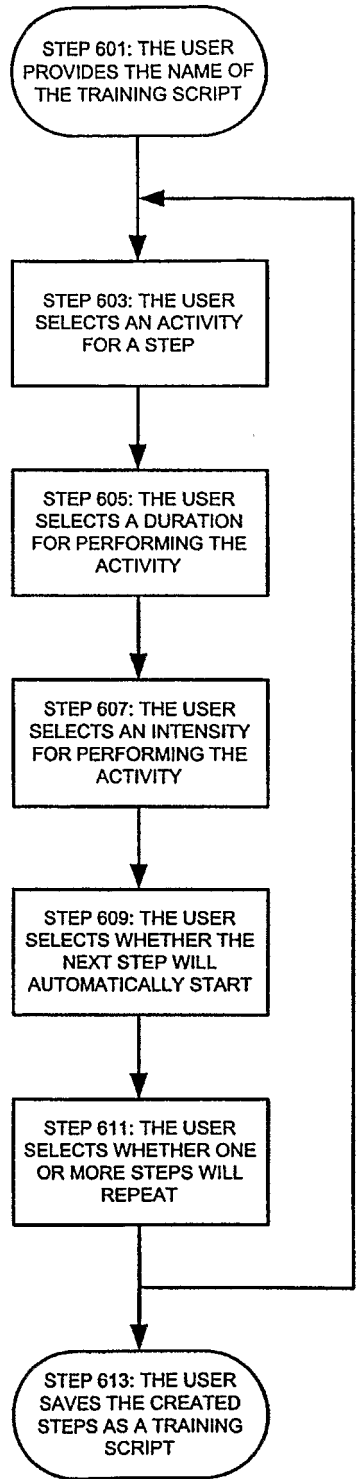 STEP 601: THE USER
PROVIDES THE NAME OF
THE TRAINING SCRIPT
STEP 603: THE USER
SELECTS AN ACTIVITY
FOR A STEP
STEP 605: THE USER
SELECTS A DURATION
FOR PERFORMING THE
ACTIVITY
STEP 607: THE USER
SELECTS AN INTENSITY
FOR PERFORMING THE
ACTIVITY
STEP 609: THE USER
SELECTS WHETHER THE
NEXT STEP WILL
AUTOMATICALLY START
STEP 611: THE USER
SELECTS WHETHER ONE
OR MORE STEPS WILL
REPEAT
STEP 613: THE USER
SAVES THE CREATED
STEPS AS A TRAINING
SCRIPT